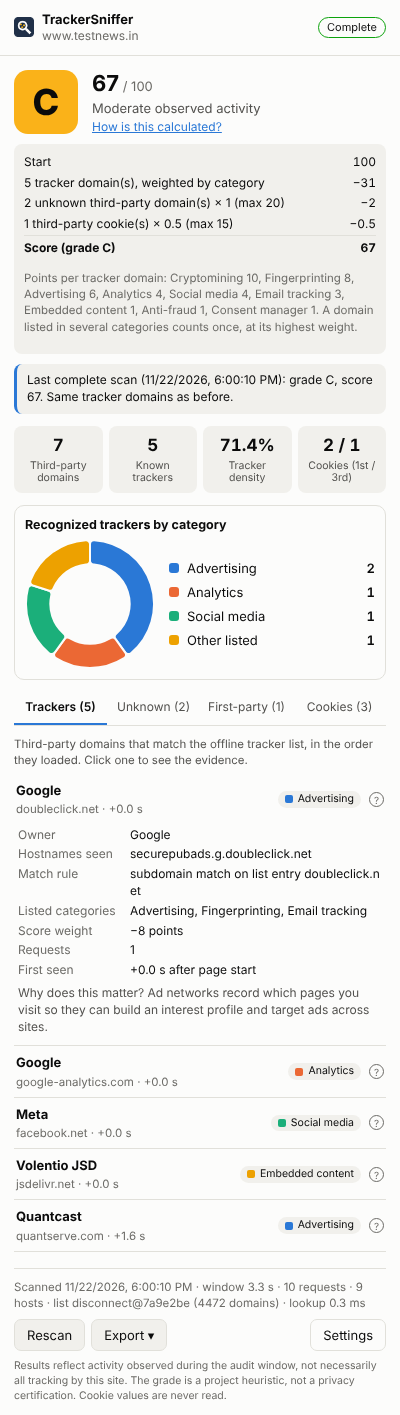 TrackerSniffer
www.testnews.in
Complete
C
67 / 100
Moderate observed activity
How is this calculated?
Start 100
5 tracker domain(s), weighted by category −31
2 unknown third-party domain(s) × 1 (max 20) −2
1 third-party cookie(s) × 0.5 (max 15) −0.5
Score (grade C) 67
Points per tracker domain: Cryptomining 10, Fingerprinting 8,
Advertising 6, Analytics 4, Social media 4, Email tracking 3,
Embedded content 1, Anti-fraud 1, Consent manager 1. A domain
listed in several categories counts once, at its highest weight.
Last complete scan (11/22/2026, 6:00:10 PM): grade C, score
67. Same tracker domains as before.
7 5 71.4% 2 / 1
Third-party Known Tracker Cookies (1st /
domains trackers density 3rd)
Recognized trackers by category
Advertising 2
Analytics 1
Social media 1
Other listed 1
Trackers (5) Unknown (2) First-party (1) Cookies (3)
Third-party domains that match the offline tracker list, in the order
they loaded. Click one to see the evidence.
Google
doubleclick.net · +0.0 s
Advertising ?
Owner Google
Hostnames seen securepubads.g.doubleclick.net
Match rule subdomain match on list entry doubleclick.n
et
Listed categories Advertising, Fingerprinting, Email tracking
Score weight −8 points
Requests 1
First seen +0.0 s after page start
Why does this matter? Ad networks record which pages you
visit so they can build an interest profile and target ads across
sites.
Google
google-analytics.com · +0.0 s
Analytics ?
Meta
facebook.net · +0.0 s
Social media ?
Volentio JSD
jsdelivr.net · +0.0 s
Embedded content ?
Quantcast
quantserve.com · +1.6 s
Advertising ?
Scanned 11/22/2026, 6:00:10 PM · window 3.3 s · 10 requests · 9
hosts · list disconnect@7a9e2be (4472 domains) · lookup 0.3 ms
Rescan Export ▾ Settings
Results reflect activity observed during the audit window, not necessarily
all tracking by this site. The grade is a project heuristic, not a privacy
certification. Cookie values are never read.